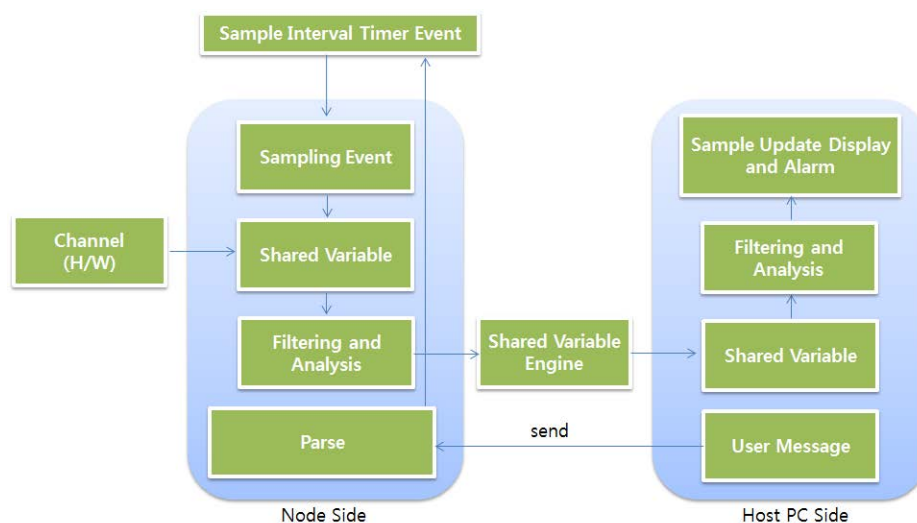 Sample Interval Timer Event
Sampling Event
Channel
(H/W)
Shared Variable
Filtering and
Analysis
Parse
Node Side
Shared Variable
Engine
send
Sample Update Display
and Alarm
Filtering and
Analysis
Shared Variable
User Message
Host PC Side